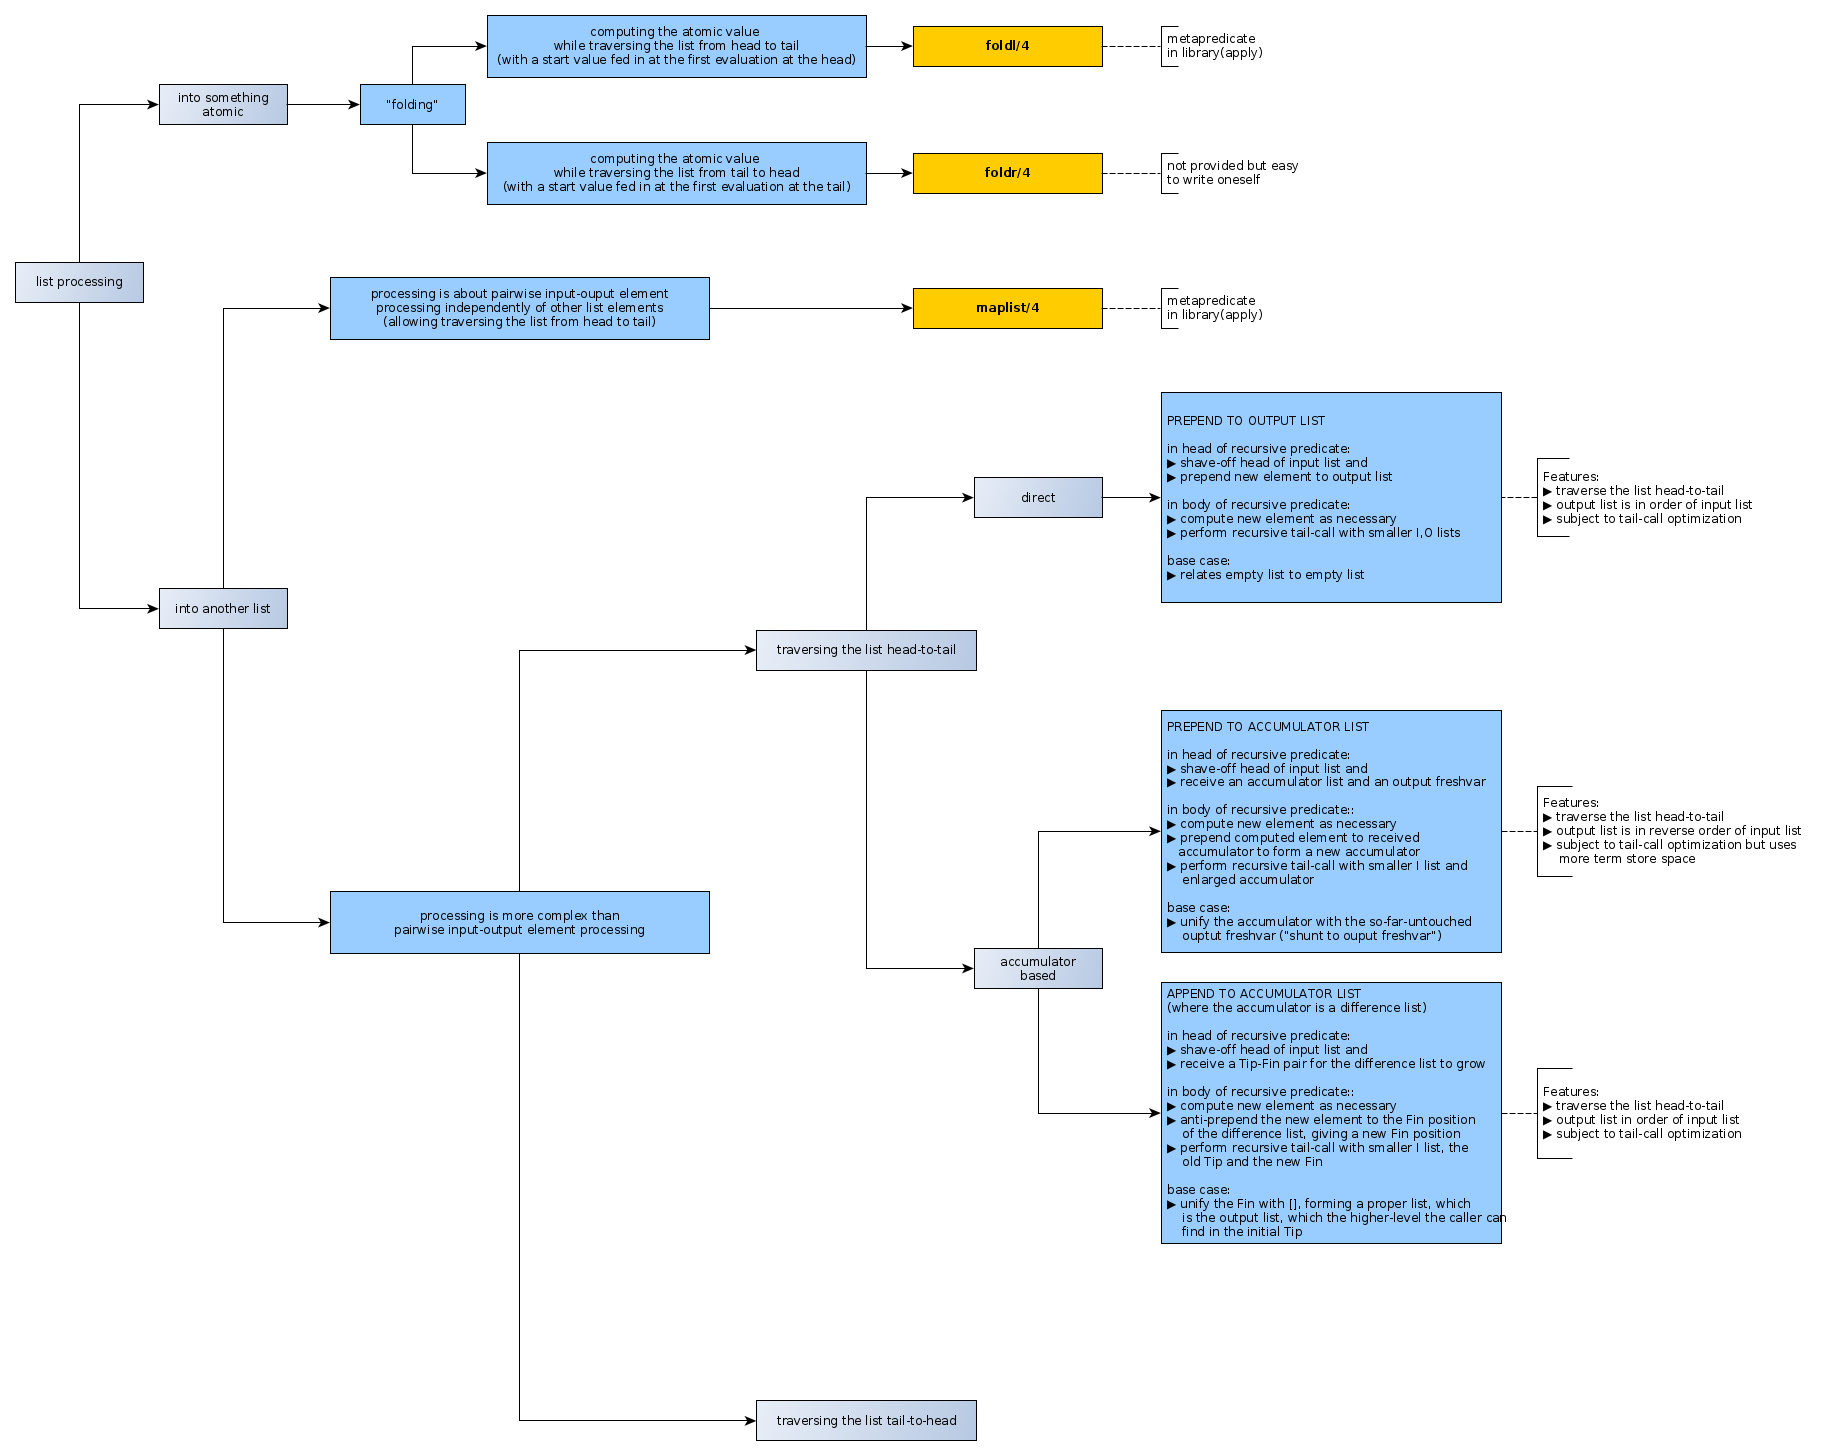 computing the atomic value
while traversing the list from head to tail
(with a start value fed in at the first evaluation at the head)
foldl/4
metapredicate
in library(apply)
into something
atomic
"folding"
computing the atomic value
while traversing the list from tail to head
(with a start value fed in at the first evaluation at the tail)
foldr/4
not provided but easy
to write oneself
list processing
processing is about pairwise input-ouput element
processing independently of other list elements
(allowing traversing the list from head to tail)
maplist/4
metapredicate
in library(apply)
PREPEND TO OUTPUT LIST
in head of recursive predicate:
▶ shave-off head of input list and
▶ prepend new element to output list
in body of recursive predicate:
▶ compute new element as necessary
▶ perform recursive tail-call with smaller I,O lists
base case:
▶ relates empty list to empty list
direct
Features:
▶ traverse the list head-to-tail
▶ output list is in order of input list
▶ subject to tail-call optimization
into another list
traversing the list head-to-tail
PREPEND TO ACCUMULATOR LIST
in head of recursive predicate:
▶ shave-off head of input list and
▶ receive an accumulator list and an output freshvar
in body of recursive predicate::
▶ compute new element as necessary
▶ prepend computed element to received
accumulator to form a new accumulator
▶ perform recursive tail-call with smaller I list and
enlarged accumulator
base case:
▶ unify the accumulator with the so-far-untouched
ouptut freshvar ("shunt to ouput freshvar")
Features:
▶ traverse the list head-to-tail
▶ output list is in reverse order of input list
▶ subject to tail-call optimization but uses
more term store space
processing is more complex than
pairwise input-output element processing
accumulator
based
APPEND TO ACCUMULATOR LIST
(where the accumulator is a difference list)
in head of recursive predicate:
▶ shave-off head of input list and
▶ receive a Tip-Fin pair for the difference list to grow
in body of recursive predicate::
▶ compute new element as necessary
▶ anti-prepend the new element to the Fin position
of the difference list, giving a new Fin position
▶ perform recursive tail-call with smaller I list, the
old Tip and the new Fin
base case:
▶ unify the Fin with [], forming a proper list, which
is the output list, which the higher-level the caller can
find in the initial Tip
Features:
▶ traverse the list head-to-tail
▶ output list in order of input list
▶ subject to tail-call optimization
traversing the list tail-to-head